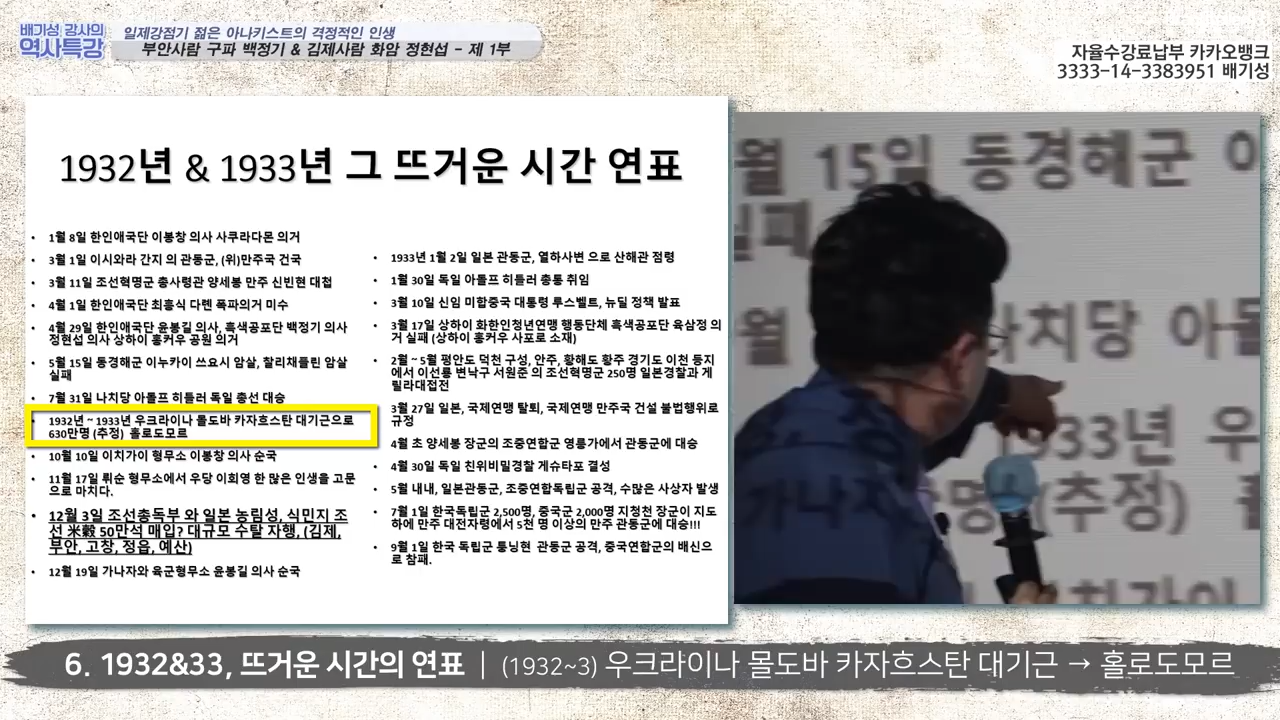 배기성 강사의
역사특강
일제강점기 젊은 아나키스트의 격정적인 인생
부안사람 구파 백정기 & 김제사람 화암 정현섭 - 제 1부
자율수강료납부 카카오뱅크
3333-14-3383951 배기성
1932년 & 1933년 그 뜨거운 시간 연표
• 1월 8일 한인애국단 이봉창 의사 사쿠라다몬 의거
• 3월 1일 이시와라 간지 의 관동군, (위)만주국 건국
• 3월 11일 조선혁명군 총사령관 양세봉 만주 신빈현 대첩
• 4월 1일 한인애국단 최흥식 다롄 폭파의거 미수
• 4월 29일 한인애국단 윤봉길 의사, 흑색공포단 백정기 의사
정현섭 의사 상하이 홍커우 공원 의거
• 5월 15일 동경해군 이누카이 쓰요시 암살, 찰리채플린 암살
실패
• 7월 31일 나치당 아돌프 히틀러 독일 총선 대승
• 1932년 ~ 1933년 우크라이나 몰도바 카자흐스탄 대기근으로
630만명 (추정) 홀로도모르
• 10월 10일 이치가이 형무소 이봉창 의사 순국
• 11월 17일 뤼순 형무소에서 우당 이회영 한 많은 인생을 고문
으로 마치다.
• 12월 3일 조선총독부 와 일본 농림성, 식민지 조
선 米穀 50만석 매입? 대규모 수탈 자행, (김제,
부안, 고창, 정읍, 예산)
• 12월 19일 가나자와 육군형무소 윤봉길 의사 순국
• 1933년 1월 2일 일본 관동군, 열하사변 으로 산해관 점령
• 1월 30일 독일 아돌프 히틀러 총통 취임
• 3월 10일 신임 미합중국 대통령 루스벨트, 뉴딜 정책 발표
• 3월 17일 상하이 화한인청년연맹 행동단체 흑색공포단 육삼정 의
거 실패 (상하이 홍커우 사포로 소재)
• 2월 ~ 5월 평안도 덕천 구성, 안주, 황해도 황주 경기도 이천 등지
에서 이선룡 변낙구 서원준 의 조선혁명군 250명 일본경찰과 게
릴라대접전
• 3월 27일 일본, 국제연맹 탈퇴, 국제연맹 만주국 건설 불법행위로
규정
• 4월 초 양세봉 장군의 조중연합군 영릉가에서 관동군에 대승
• 4월 30일 독일 친위비밀경찰 게슈타포 결성
• 5월 내내, 일본관동군, 조중연합독립군 공격, 수많은 사상자 발생
• 7월 1일 한국독립군 2,500명, 중국군 2,000명 지청천 장군이 지도
하에 만주 대전자령에서 5천 명 이상의 만주 관동군에 대승!!!
• 9월 1일 한국 독립군 퉁닝현 관동군 공격, 중국연합군의 배신으
로 참패.
월 15일 동경해군 이
실패
월 나치당 아돌
933년 우
명 (추정) 홀
6. 1932&33, 뜨거운 시간의 연표 | (1932~3) 우크라이나 몰도바 카자흐스탄 대기근 → 홀로도모르